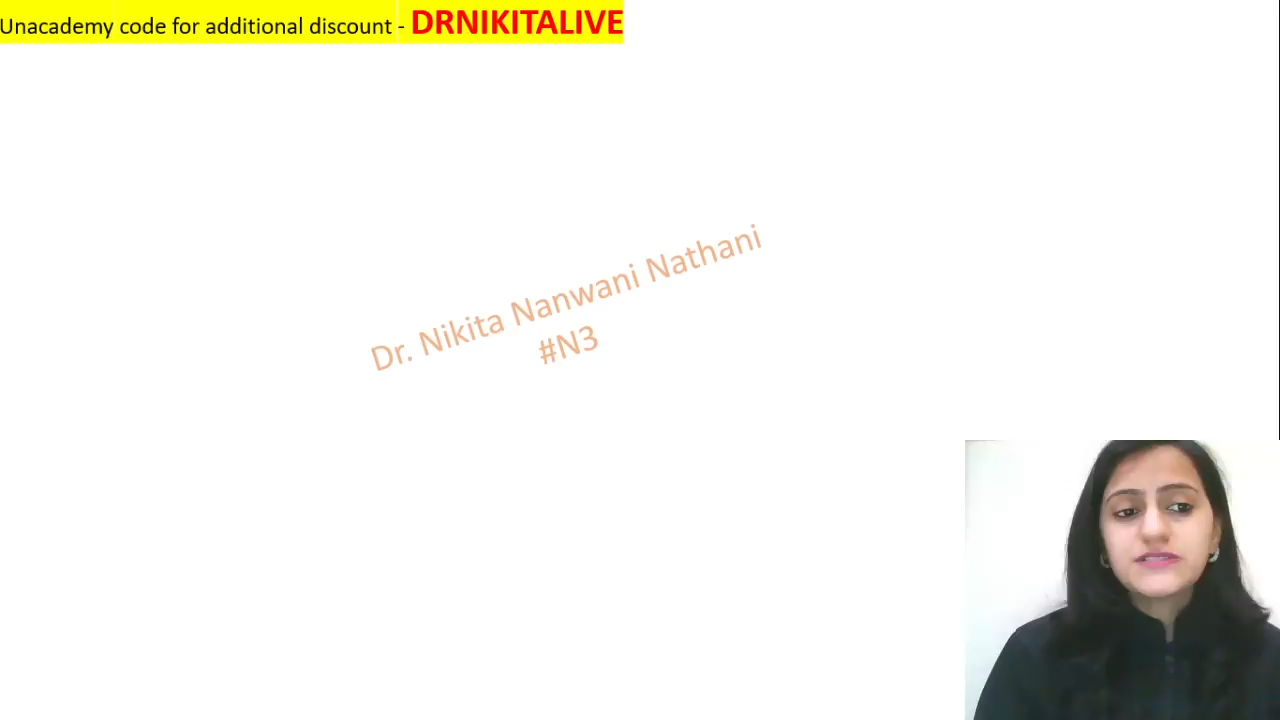 Unacademy code for additional discount - DRNIKITALIVE
Dr. Nikita Nanwani Nathani
#N3